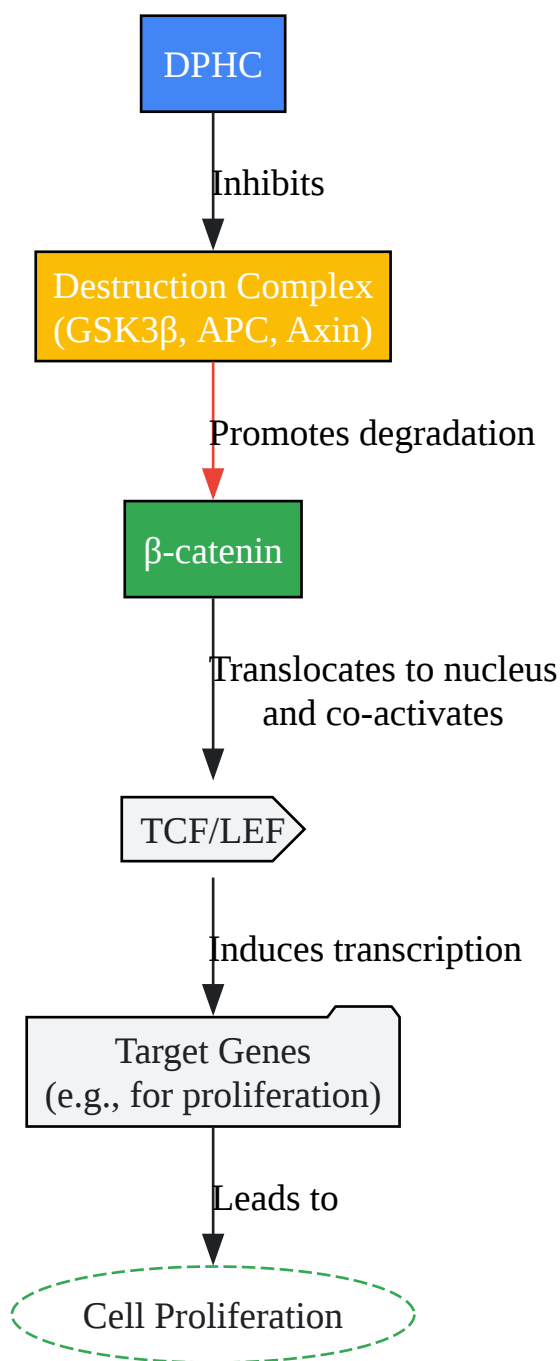 DPHC
Inhibits
Destruction Complex
(GSK3β, APC, Axin)
Promotes degradation
β-catenin
Translocates to nucleus
and co-activates
TCF/LEF
Induces transcription
Target Genes
(e.g., for proliferation)
Leads to
Cell Proliferation